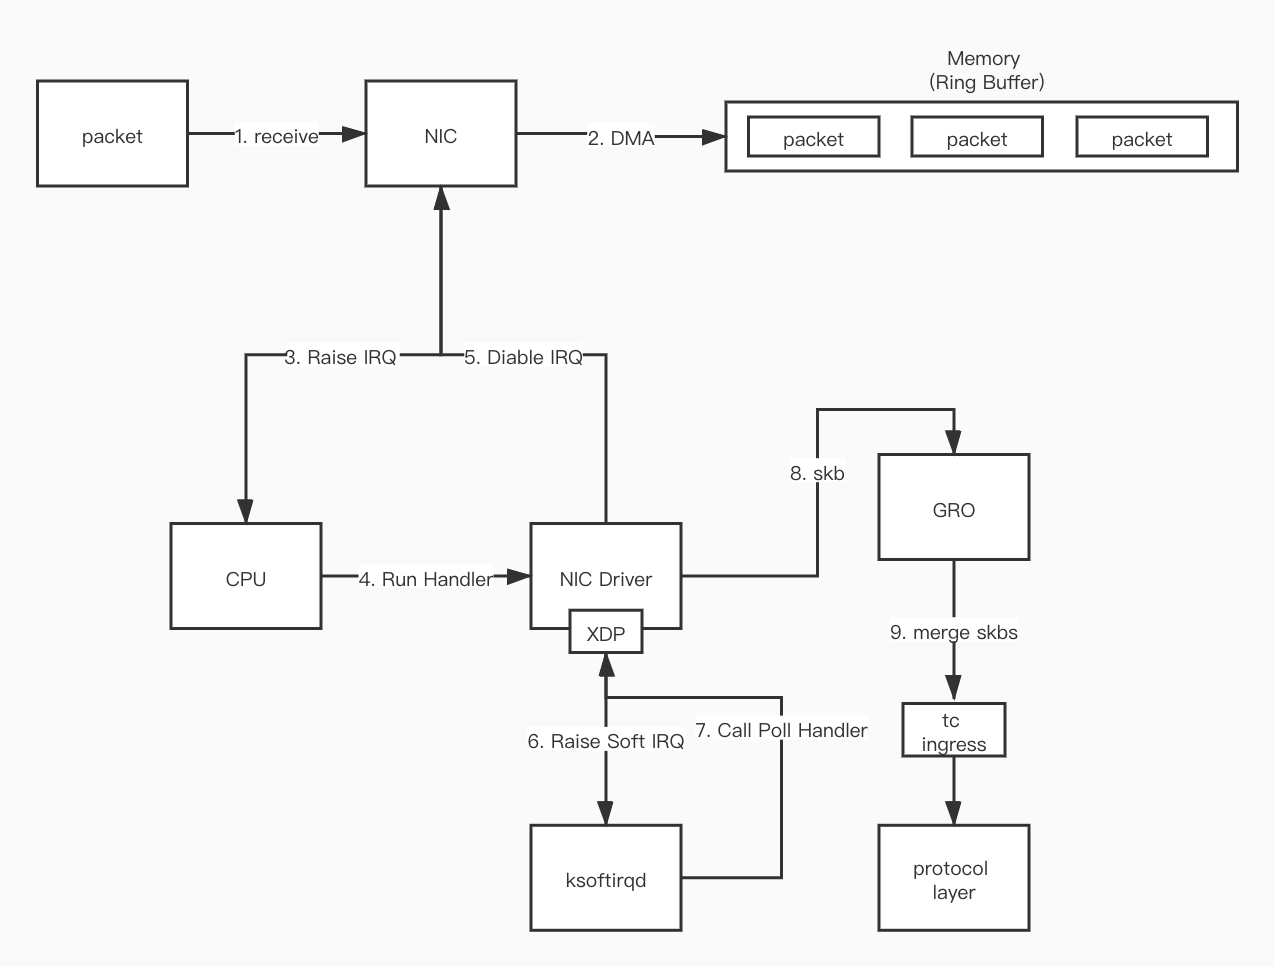 Memory
(Ring Buffer)
packet
1. receive
NIC
2. DMA
packet
packet
packet
3. Raise IRQ
5. Diable IRQ
8. skb
GRO
CPU
4. Run Handler
NIC Driver
XDP
9. merge skbs
6. Raise Soft IRQ
7. Call Poll Handler
tc
ingress
ksoftirqd
protocol
layer